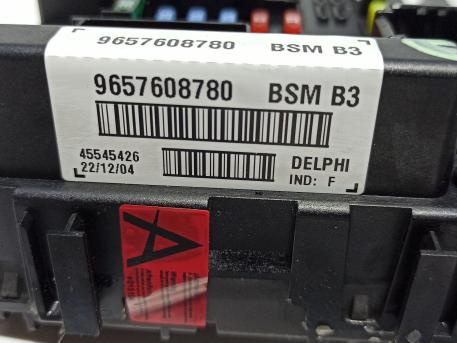 9657608780 BSM B3
9657608780 BSM B3
45545426
22/12/04
DELPHI
IND: F
A